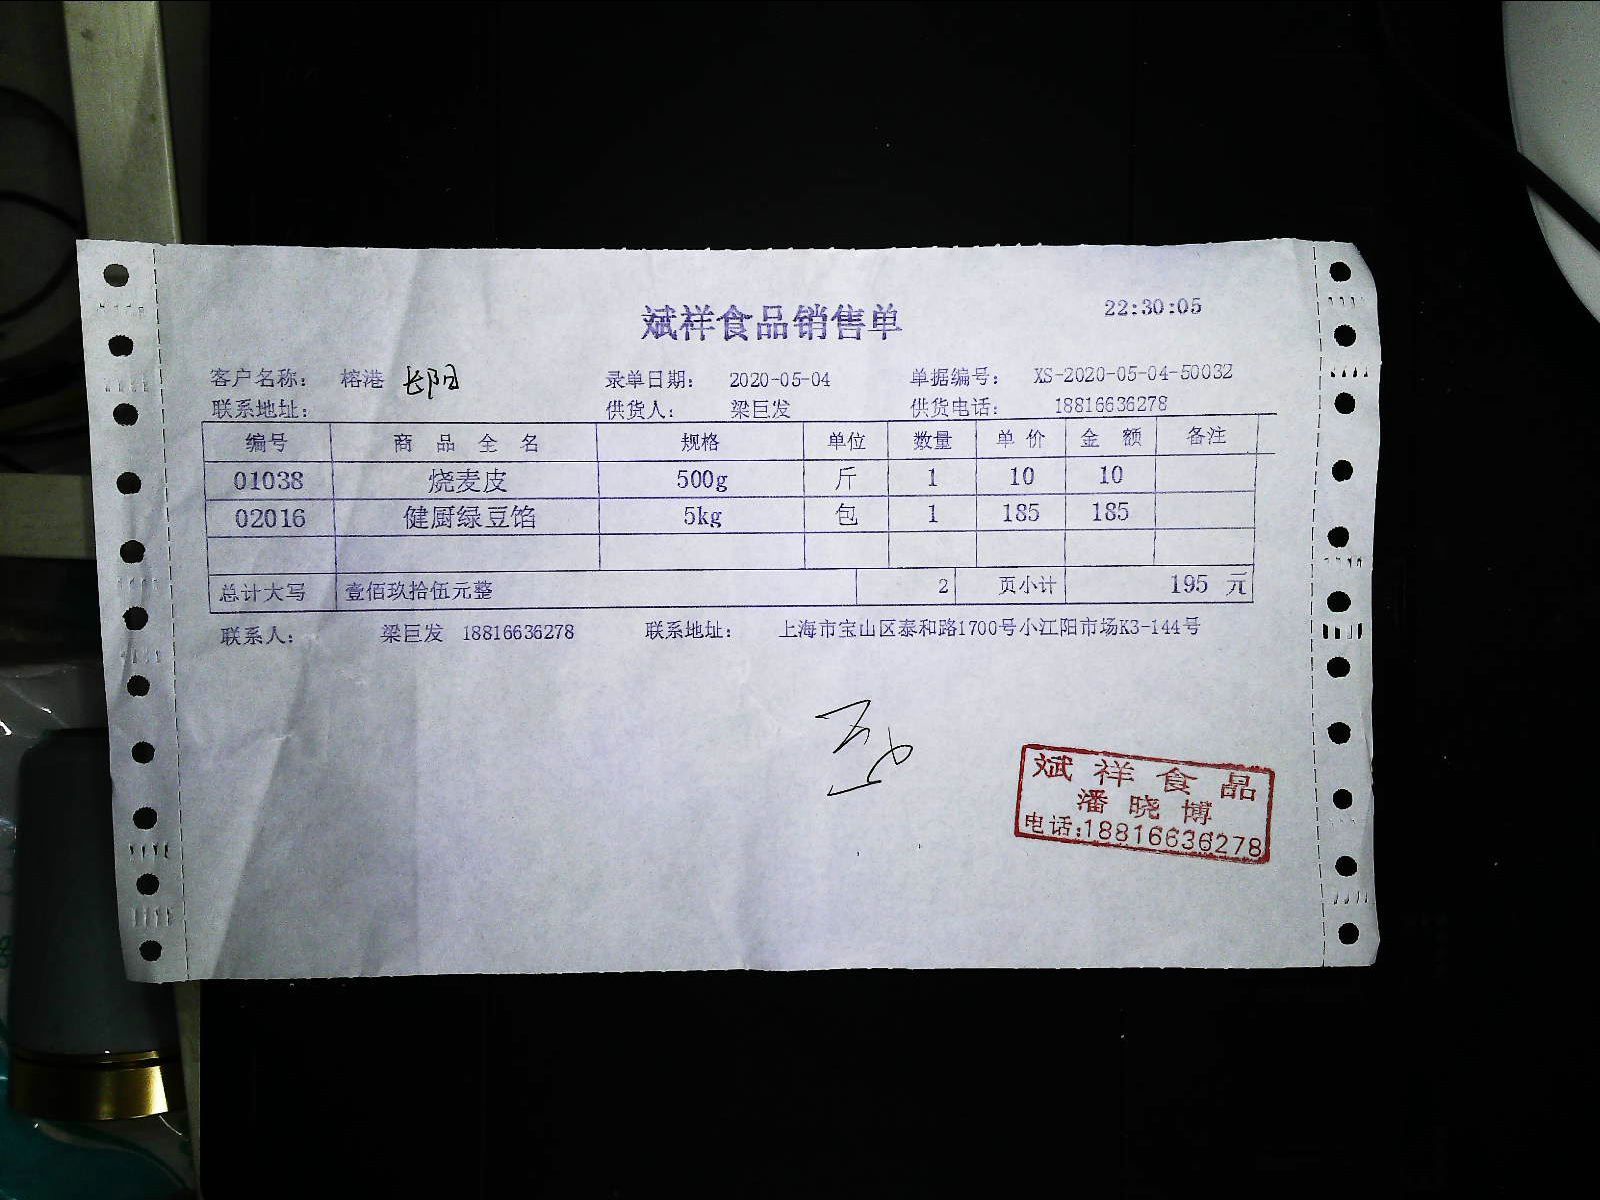 斌祥食品销售单 22:30:05
客户名称： 榕港 长阳 录单日期： 2020-05-04 单据编号： XS-2020-05-04-50032
联系地址： 供货人： 梁巨发 供货电话： 18816636278
编号 商品全名 规格 单位 数量 单价 金额 备注
01038 烧麦皮 500g 斤 1 10 10
02016 健厨绿豆馅 5kg 包 1 185 185
总计大写 壹佰玖拾伍元整 2 页小计 195 元
联系人： 梁巨发 18816636278 联系地址： 上海市宝山区泰和路1700号小江阳市场K3-144号
斌祥食品
潘晓博
电话:18816636278